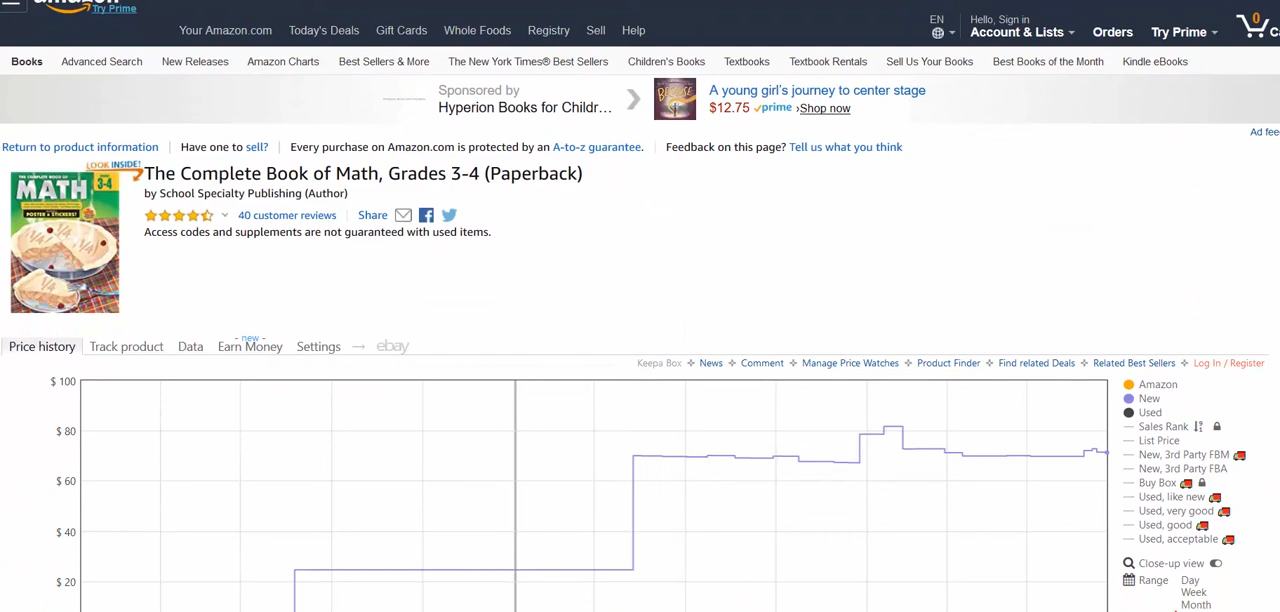 Try Prime
Your Amazon.com Today's Deals Gift Cards Whole Foods Registry Sell Help
EN
Hello, Sign in
Account & Lists Orders Try Prime
0
Books Advanced Search New Releases Amazon Charts Best Sellers & More The New York Times® Best Sellers Children's Books Textbooks Textbook Rentals Sell Us Your Books Best Books of the Month Kindle eBooks
Sponsored by
Hyperion Books for Childr…
BECAUSE
A young girl's journey to center stage
$12.75 prime ›Shop now
Ad fee
Return to product information | Have one to sell? | Every purchase on Amazon.com is protected by an A-to-z guarantee. | Feedback on this page? Tell us what you think
LOOK INSIDE!
THE COMPLETE BOOK OF
MATH
GRADES
3-4
POSTER & STICKERS!
The Complete Book of Math, Grades 3-4 (Paperback)
by School Specialty Publishing (Author)
40 customer reviews | Share
Access codes and supplements are not guaranteed with used items.
- new -
Price history Track product Data Earn Money Settings → ebay
Keepa Box News Comment Manage Price Watches Product Finder Find related Deals Related Best Sellers Log In / Register
$ 100
$ 80
$ 60
$ 40
$ 20
Amazon
New
Used
Sales Rank
List Price
New, 3rd Party FBM
New, 3rd Party FBA
Buy Box
Used, like new
Used, very good
Used, good
Used, acceptable
Close-up view
Range Day
Week
Month